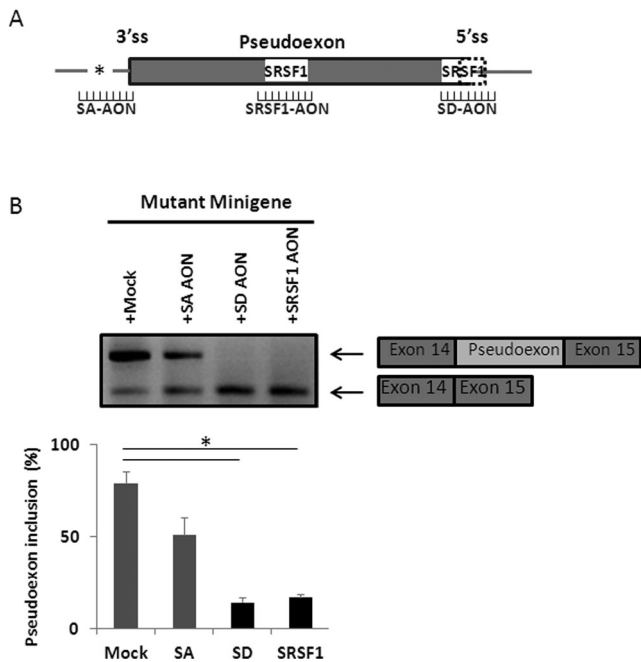 A
3'ss Pseudoexon 5'ss
* SRSF1 SRSF1
SA-AON SRSF1-AON SD-AON
B
Mutant Minigene
+Mock
+SA AON
+SD AON
+SRSF1 AON
Exon 14 Pseudoexon Exon 15
Exon 14 Exon 15
Pseudoexon inclusion (%)
100
*
50
0
Mock SA SD SRSF1